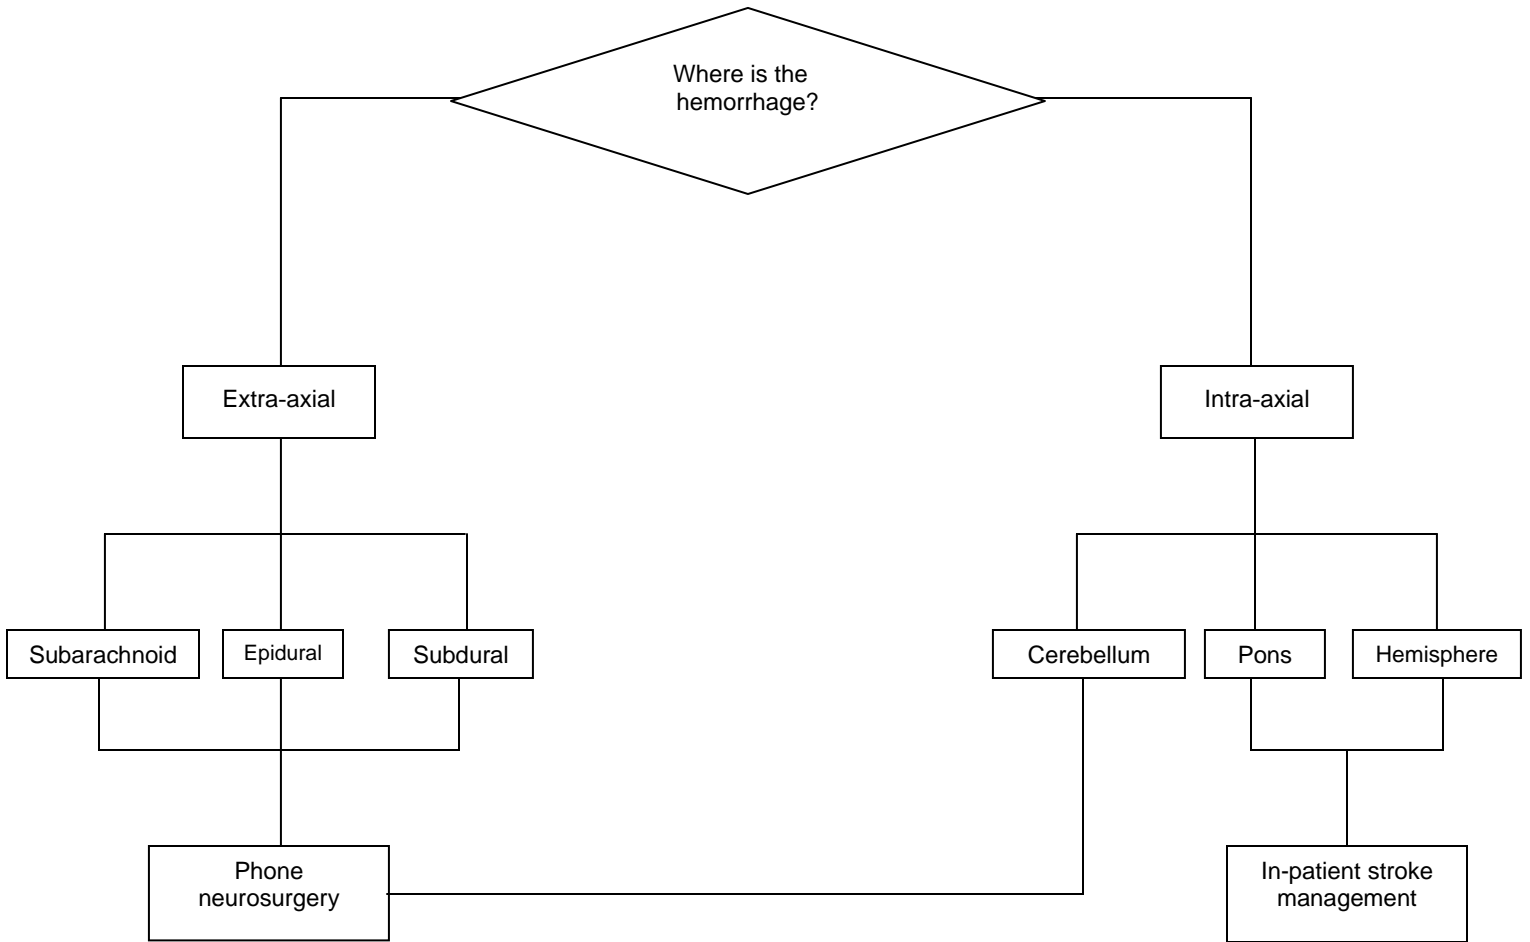 Where is the
hemorrhage?
Extra-axial
Intra-axial
Subarachnoid
Epidural
Subdural
Cerebellum
Pons
Hemisphere
Phone
neurosurgery
In-patient stroke
management